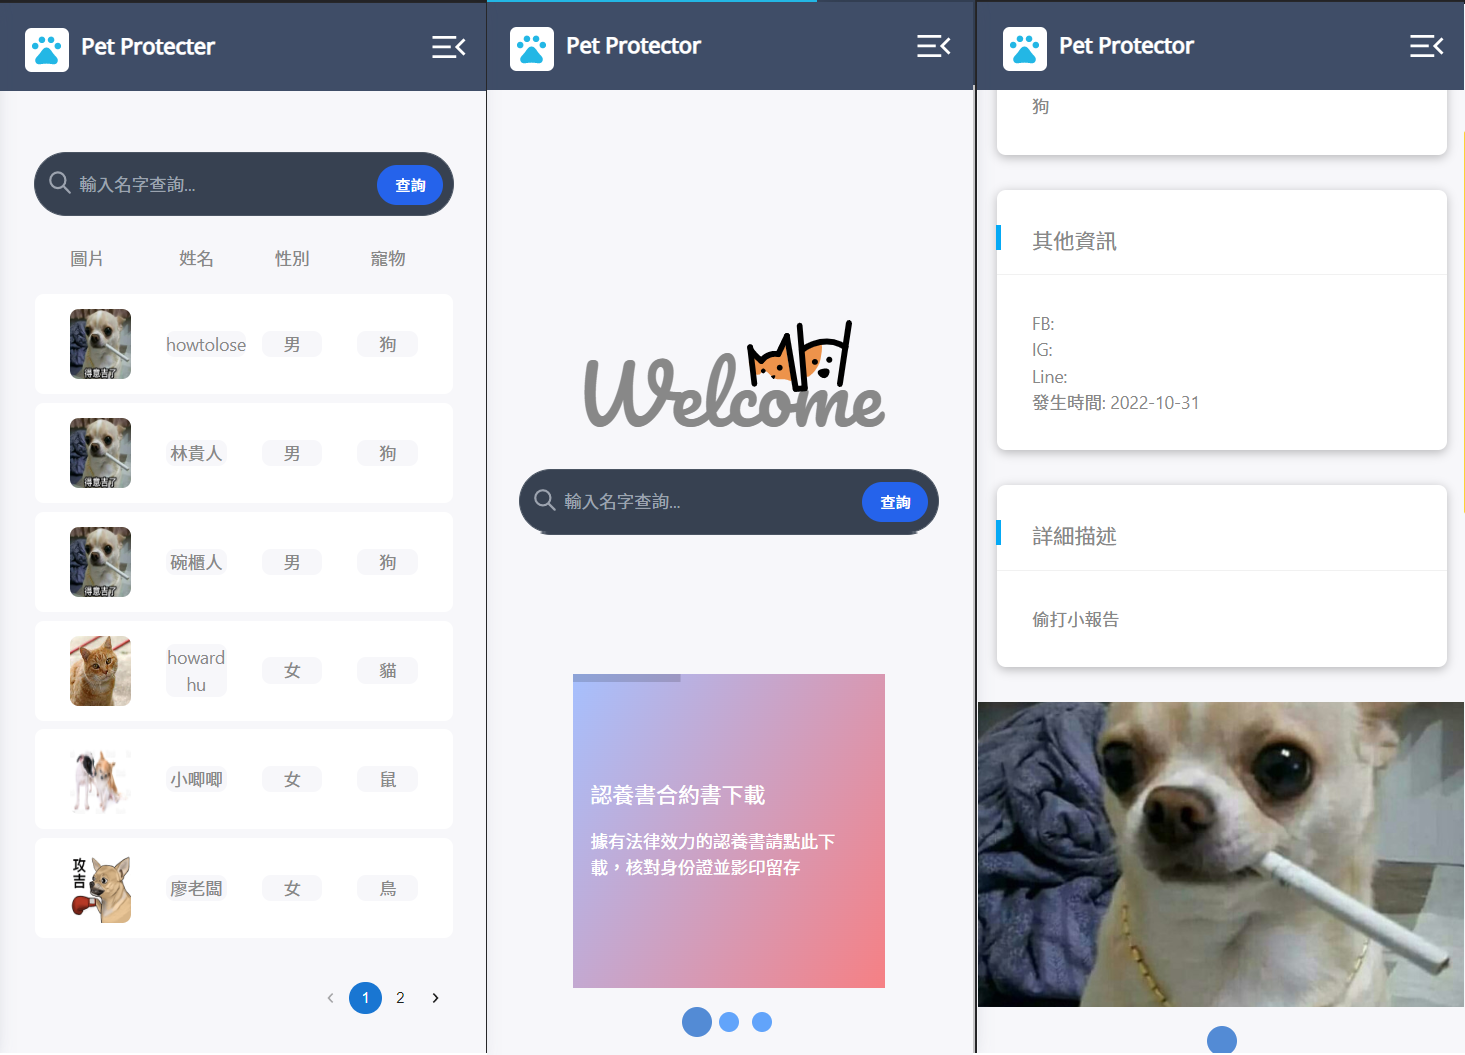 Pet Protecter
輸入名字查詢...
查詢
圖片 姓名 性別 寵物
得意吉了
howtolose 男 狗
得意吉了
林貴人 男 狗
得意吉了
碗櫃人 男 狗
howard
hu
女 貓
小唧唧 女 鼠
攻
吉
廖老闆 女 鳥
1 2
Pet Protector
Welcome
輸入名字查詢...
查詢
認養書合約書下載
據有法律效力的認養書請點此下
載，核對身份證並影印留存
Pet Protector
狗
其他資訊
FB:
IG:
Line:
發生時間: 2022-10-31
詳細描述
偷打小報告